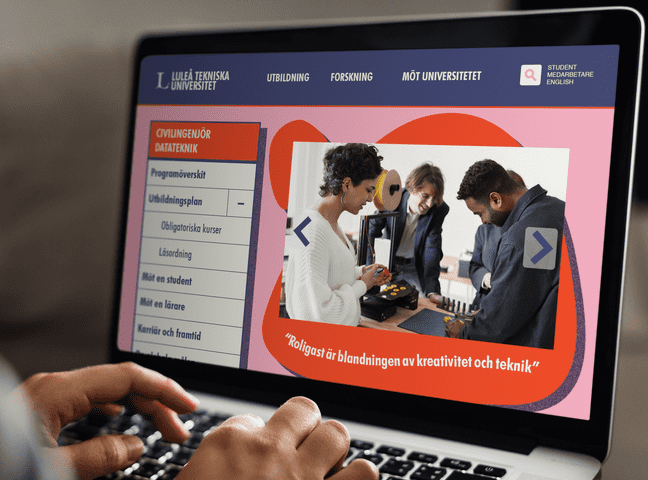 LULEÅ TEKNISKA
UNIVERSITET
UTBILDNING
FORSKNING
MÖT UNIVERSITETET
STUDENT
MEDARBETARE
ENGLISH
CIVILINGENJÖR
DATATEKNIK
Programöverskit
Utbildningsplan
Obligatoriska kurser
Läsordning
Möt en student
Möt en lärare
Karriär och framtid
"Roligast är blandningen av kreativitet och teknik"